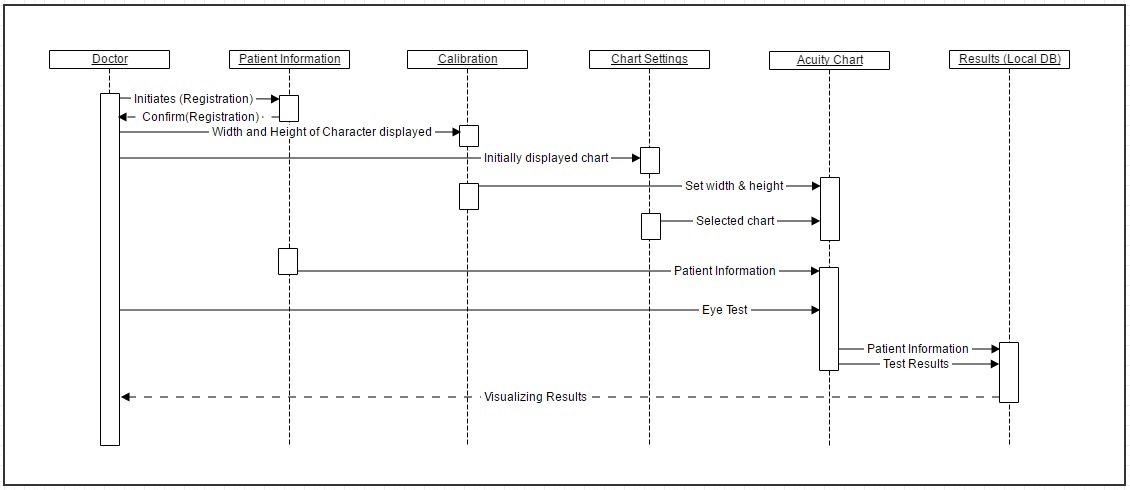 Doctor
Patient Information
Calibration
Chart Settings
Acuity Chart
Results (Local DB)
Initiates (Registration)
Confirm(Registration)
Width and Height of Character displayed
Initially displayed chart
Set width & height
Selected chart
Patient Information
Eye Test
Patient Information
Test Results
Visualizing Results